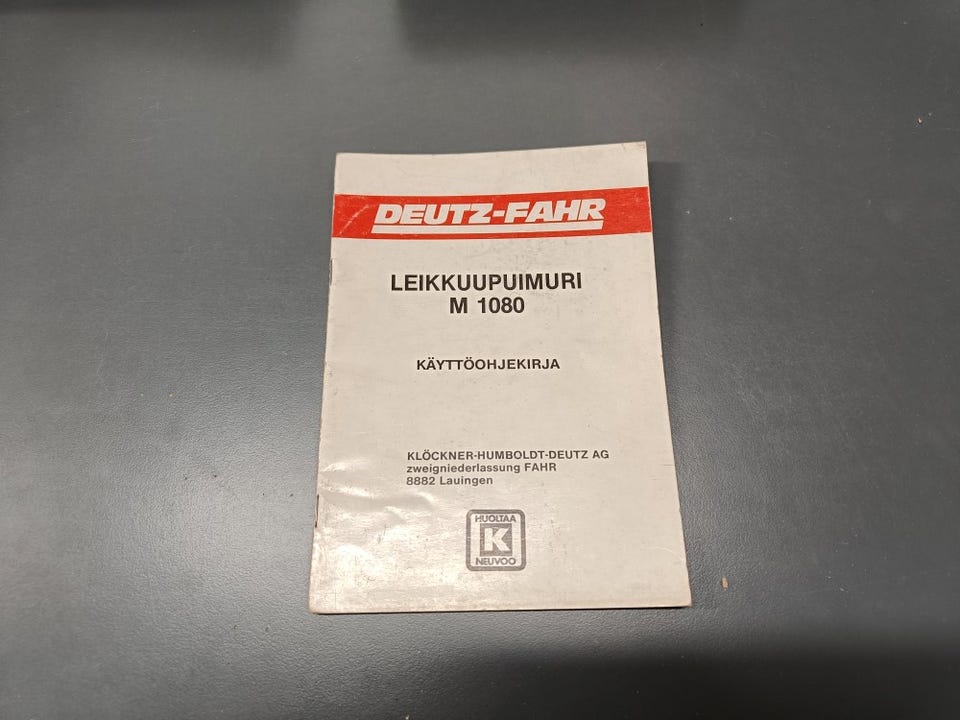 DEUTZ-FAHR
LEIKKUUPUIMURI
M 1080
KÄYTTÖOHJEKIRJA
KLÖCKNER-HUMBOLDT-DEUTZ AG
zweigniederlassung FAHR
8882 Lauingen
HUOLTAA
K
NEUVOO